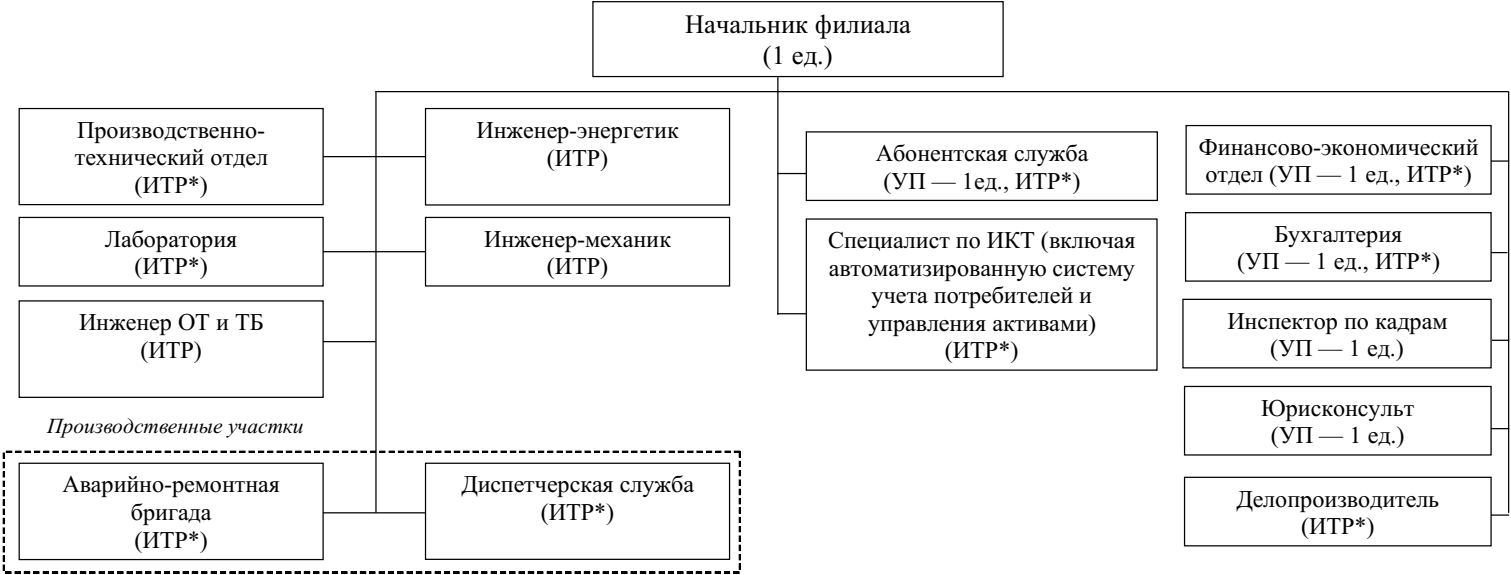 Начальник филиала
(1 ед.)
Производственно-
технический отдел
(ИТР*)
Инженер-энергетик
(ИТР)
Лаборатория
(ИТР*)
Инженер-механик
(ИТР)
Инженер ОТ и ТБ
(ИТР)
Производственные участки
Аварийно-ремонтная
бригада
(ИТР*)
Диспетчерская служба
(ИТР*)
Абонентская служба
(УП — 1ед., ИТР*)
Специалист по ИКТ (включая
автоматизированную систему
учета потребителей и
управления активами)
(ИТР*)
Финансово-экономический
отдел (УП — 1 ед., ИТР*)
Бухгалтерия
(УП — 1 ед., ИТР*)
Инспектор по кадрам
(УП — 1 ед.)
Юрисконсульт
(УП — 1 ед.)
Делопроизводитель
(ИТР*)